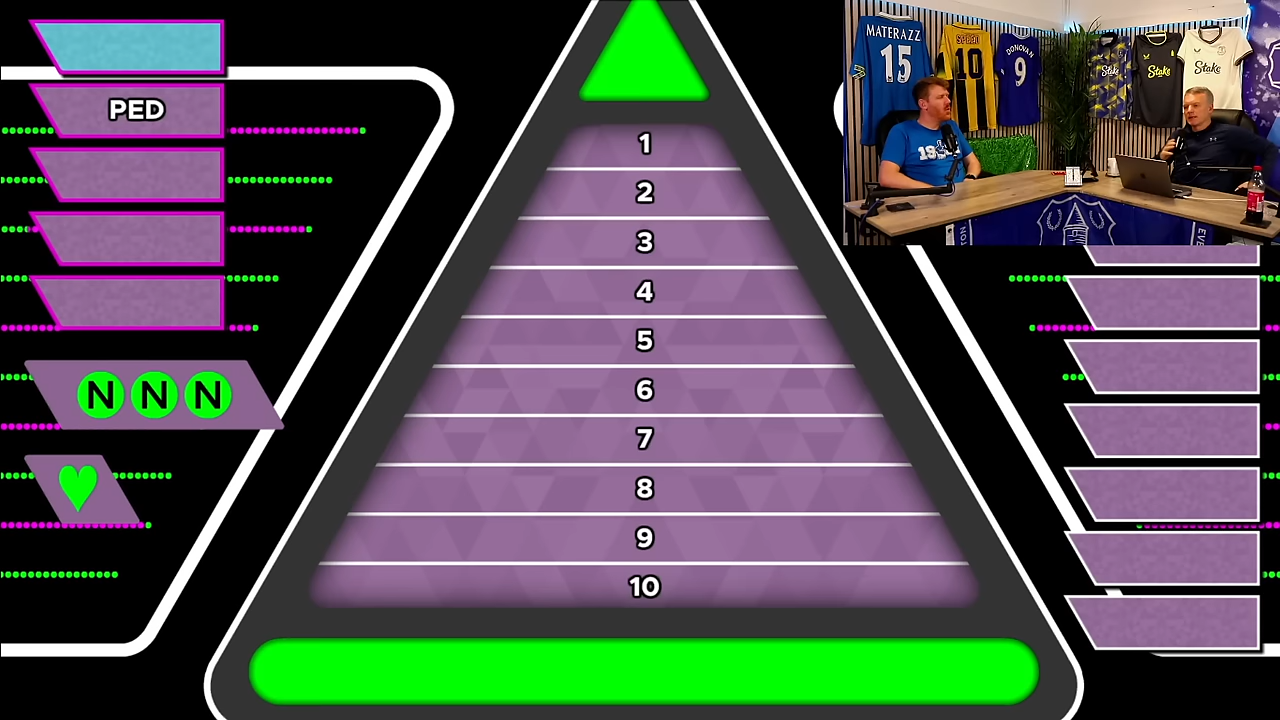 PED
N N N
1
2
3
4
5
6
7
8
9
10
MATERAZZ
15
10
DONOVAN
9
Stake
Stake
Stake